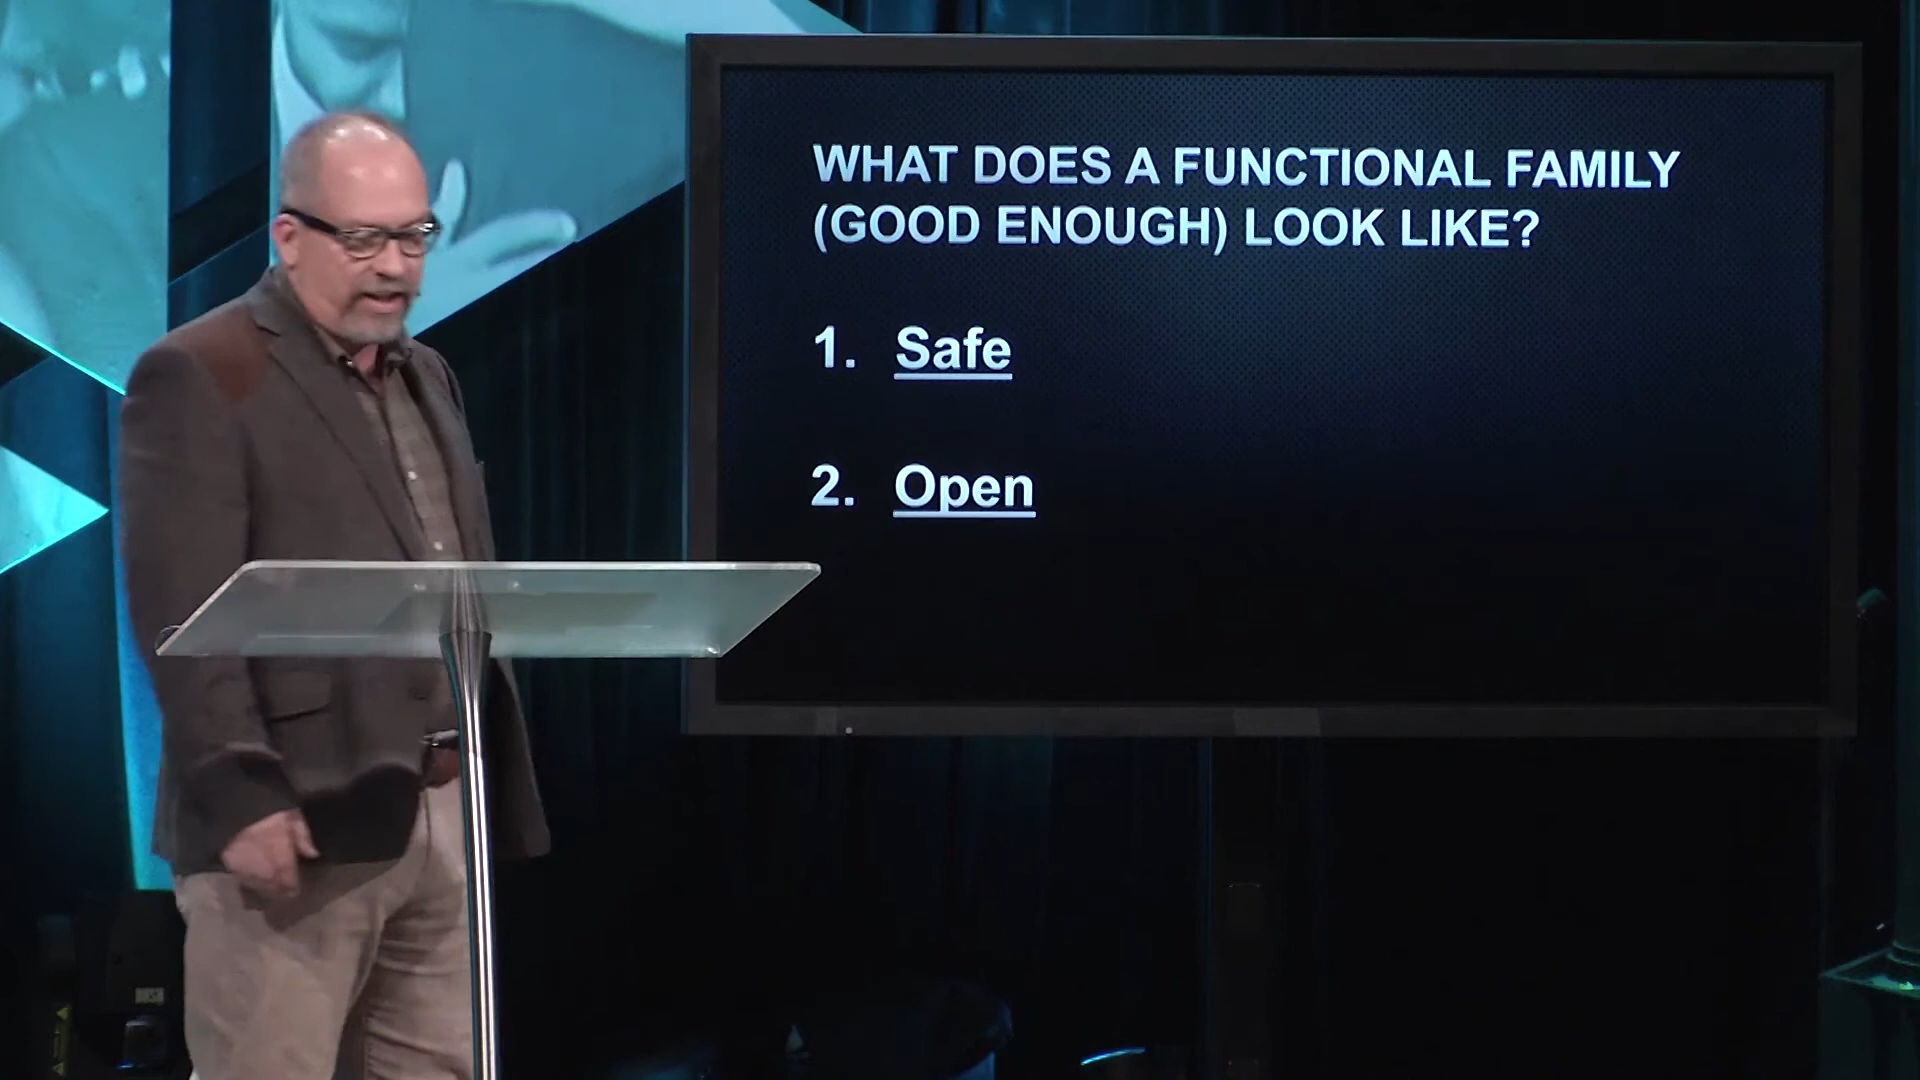 WHAT DOES A FUNCTIONAL FAMILY
(GOOD ENOUGH) LOOK LIKE?
1. Safe
2. Open